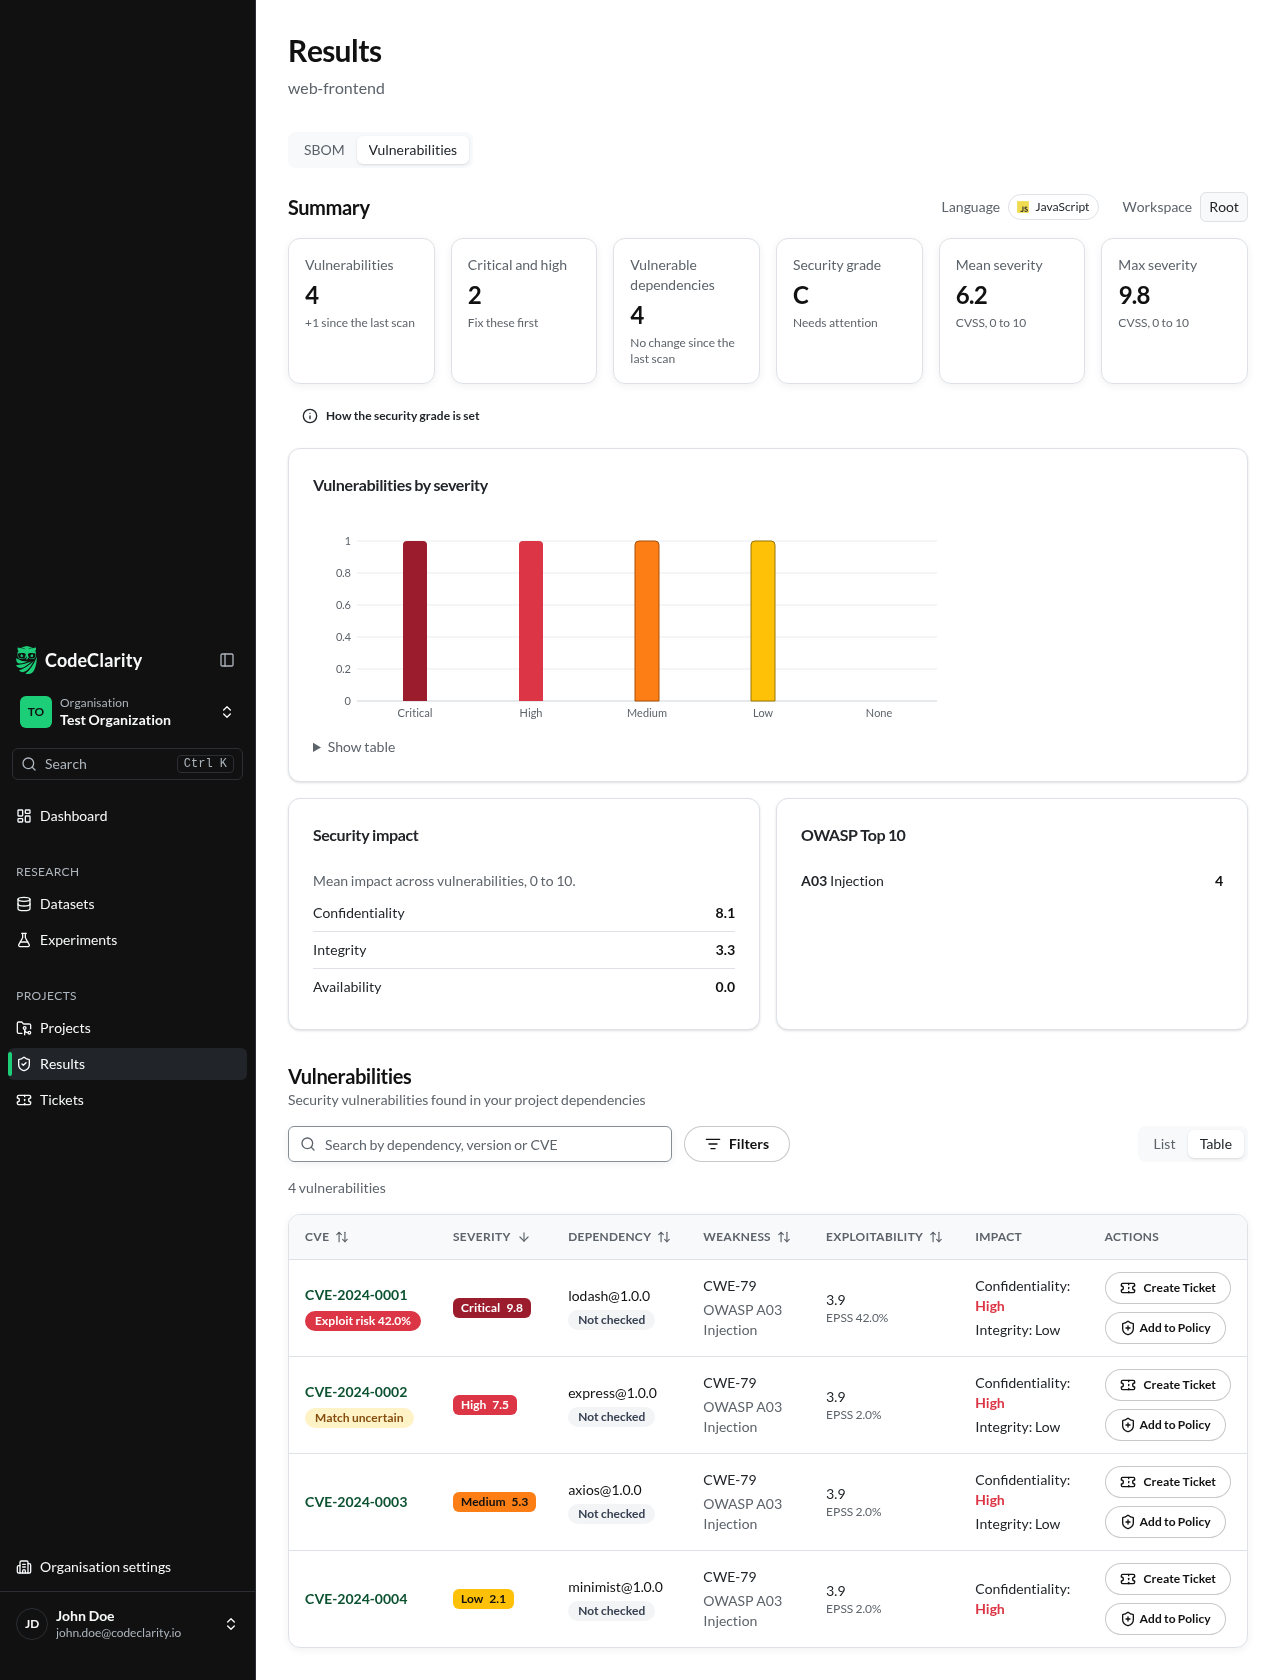 CodeClarity
TO
Organisation
Test Organization
Search
Ctrl K
Dashboard
RESEARCH
Datasets
Experiments
PROJECTS
Projects
Results
Tickets
Organisation settings
JD
John Doe
john.doe@codeclarity.io
Results
web-frontend
SBOM
Vulnerabilities
Summary
Language
JS
JavaScript
Workspace
Root
Vulnerabilities
4
+1 since the last scan
Critical and high
2
Fix these first
Vulnerable
dependencies
4
No change since the
last scan
Security grade
C
Needs attention
Mean severity
6.2
CVSS, 0 to 10
Max severity
9.8
CVSS, 0 to 10
How the security grade is set
Vulnerabilities by severity
1
0.8
0.6
0.4
0.2
0
Critical
High
Medium
Low
None
Show table
Security impact
Mean impact across vulnerabilities, 0 to 10.
Confidentiality 8.1
Integrity 3.3
Availability 0.0
OWASP Top 10
A03 Injection 4
Vulnerabilities
Security vulnerabilities found in your project dependencies
Search by dependency, version or CVE
Filters
List
Table
4 vulnerabilities
CVE SEVERITY DEPENDENCY WEAKNESS EXPLOITABILITY IMPACT ACTIONS
CVE-2024-0001
Exploit risk 42.0%
Critical 9.8
lodash@1.0.0
Not checked
CWE-79
OWASP A03
Injection
3.9
EPSS 42.0%
Confidentiality:
High
Integrity: Low
Create Ticket
Add to Policy
CVE-2024-0002
Match uncertain
High 7.5
express@1.0.0
Not checked
CWE-79
OWASP A03
Injection
3.9
EPSS 2.0%
Confidentiality:
High
Integrity: Low
Create Ticket
Add to Policy
CVE-2024-0003
Medium 5.3
axios@1.0.0
Not checked
CWE-79
OWASP A03
Injection
3.9
EPSS 2.0%
Confidentiality:
High
Integrity: Low
Create Ticket
Add to Policy
CVE-2024-0004
Low 2.1
minimist@1.0.0
Not checked
CWE-79
OWASP A03
Injection
3.9
EPSS 2.0%
Confidentiality:
High
Create Ticket
Add to Policy